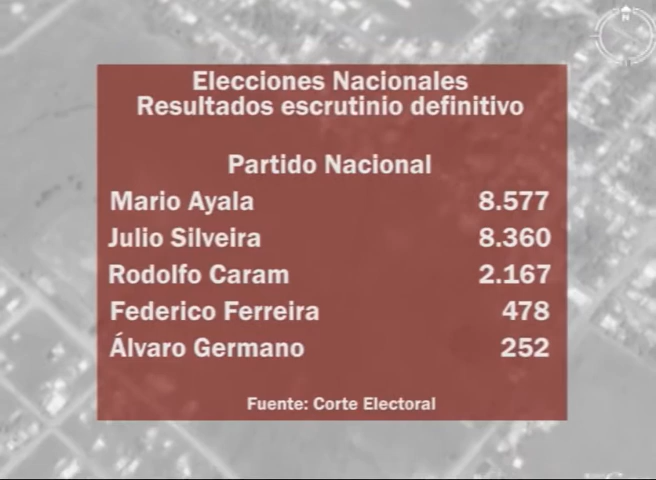 Elecciones Nacionales
Resultados escrutinio definitivo
Partido Nacional
Mario Ayala 8.577
Julio Silveira 8.360
Rodolfo Caram 2.167
Federico Ferreira 478
Álvaro Germano 252
Fuente: Corte Electoral